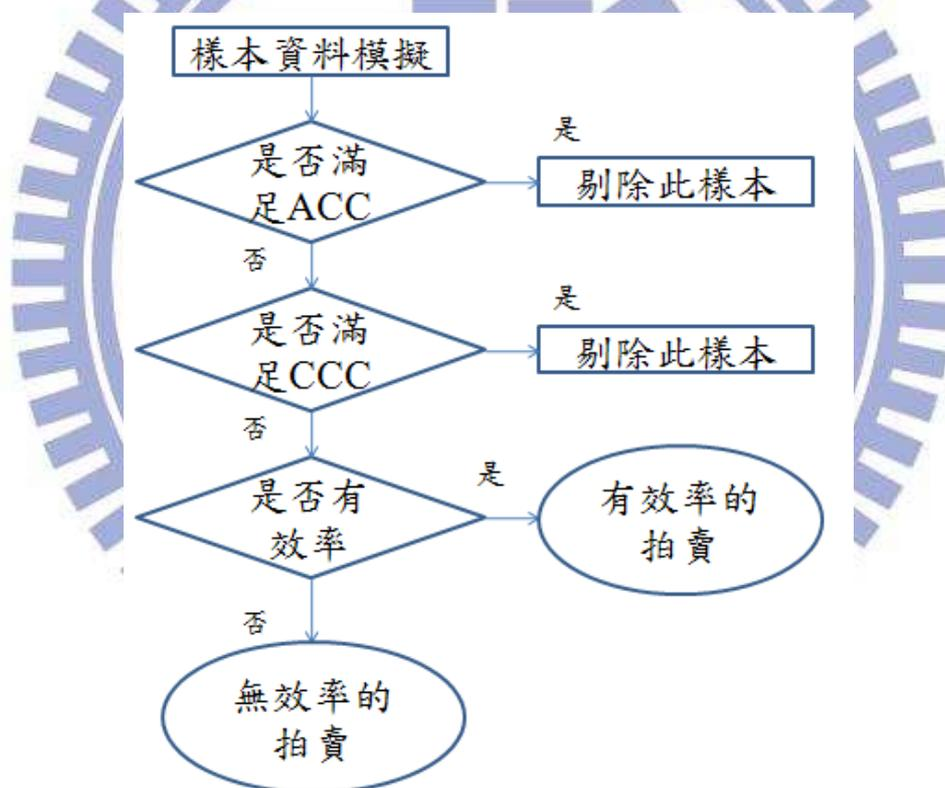 樣本資料模擬
是否滿
足ACC
是
剔除此樣本
否
是否滿
足CCC
是
剔除此樣本
否
是否有
效率
是
有效率的
拍賣
否
無效率的
拍賣